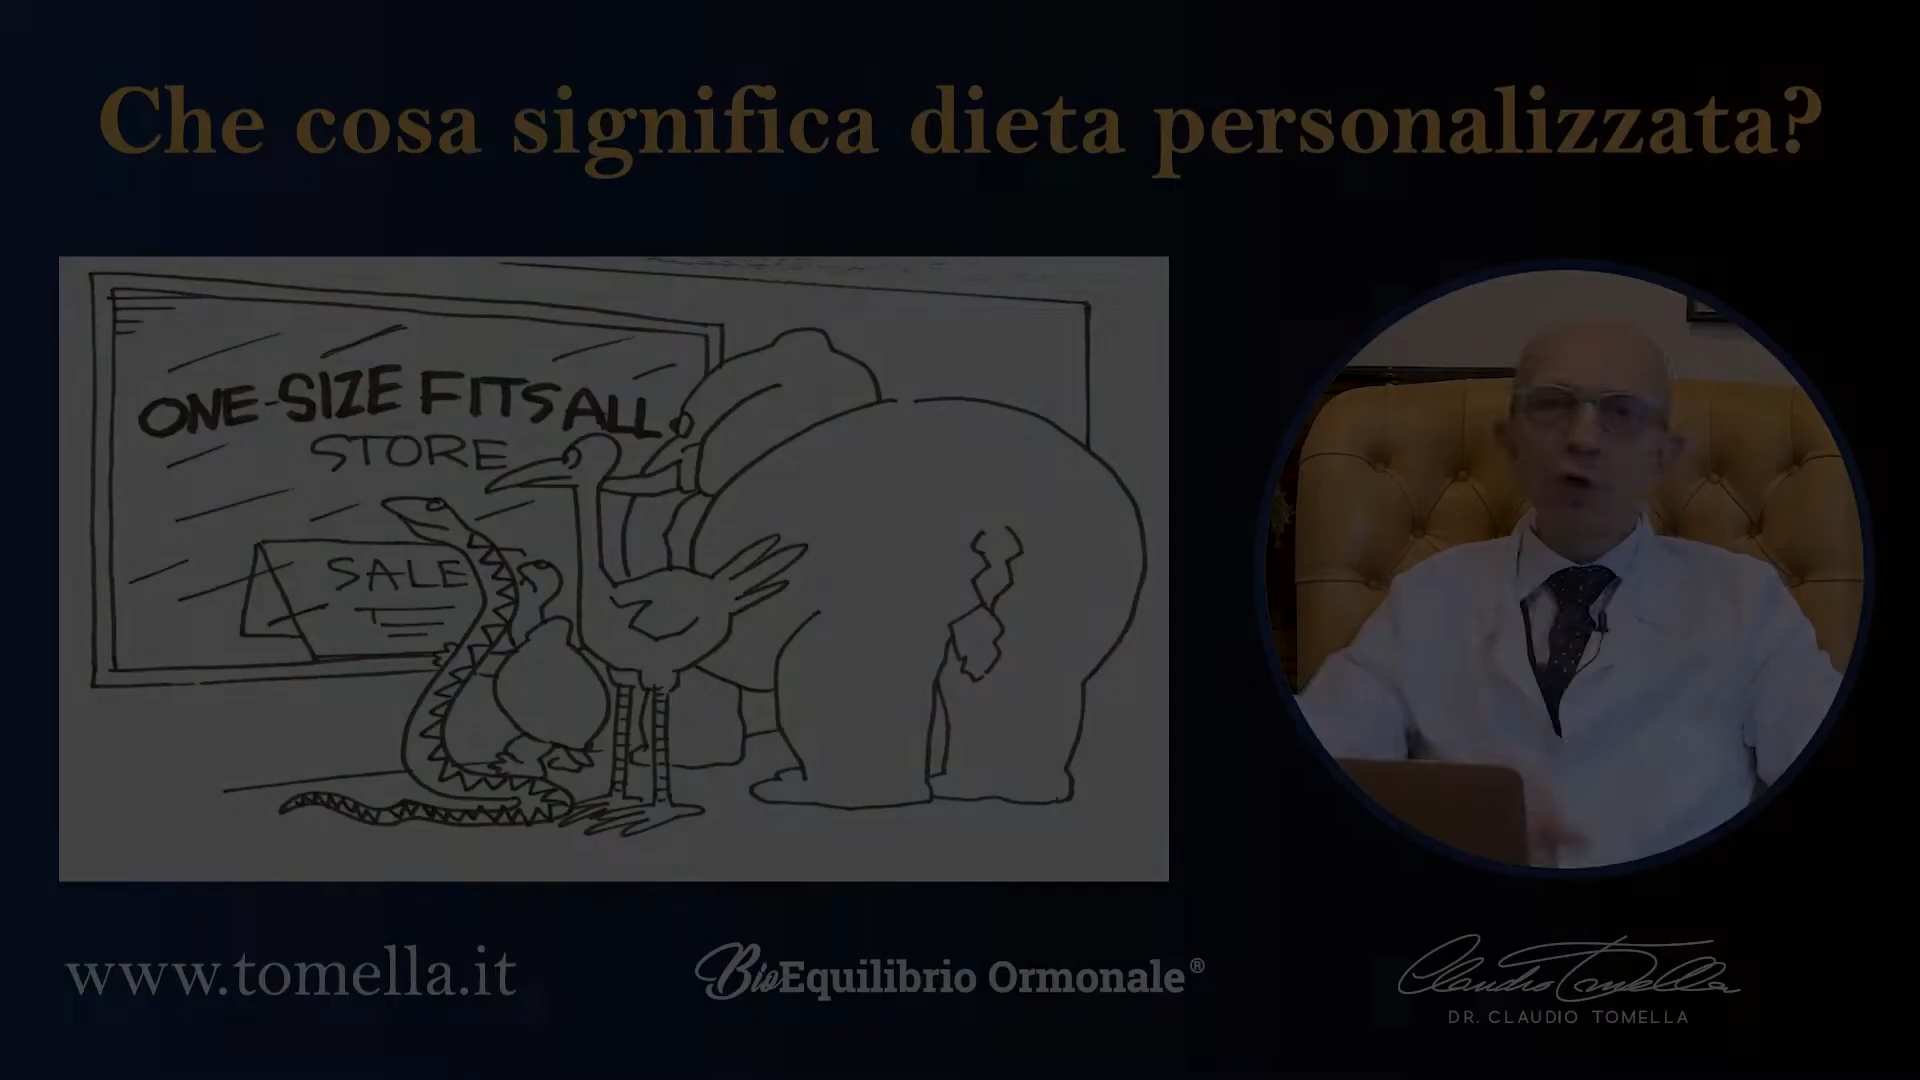 Che cosa significa dieta personalizzata?
ONE-SIZE FITS ALL
STORE
SALE
www.tomella.it
BioEquilibrio Ormonale®
Claudio Tomella
DR. CLAUDIO TOMELLA